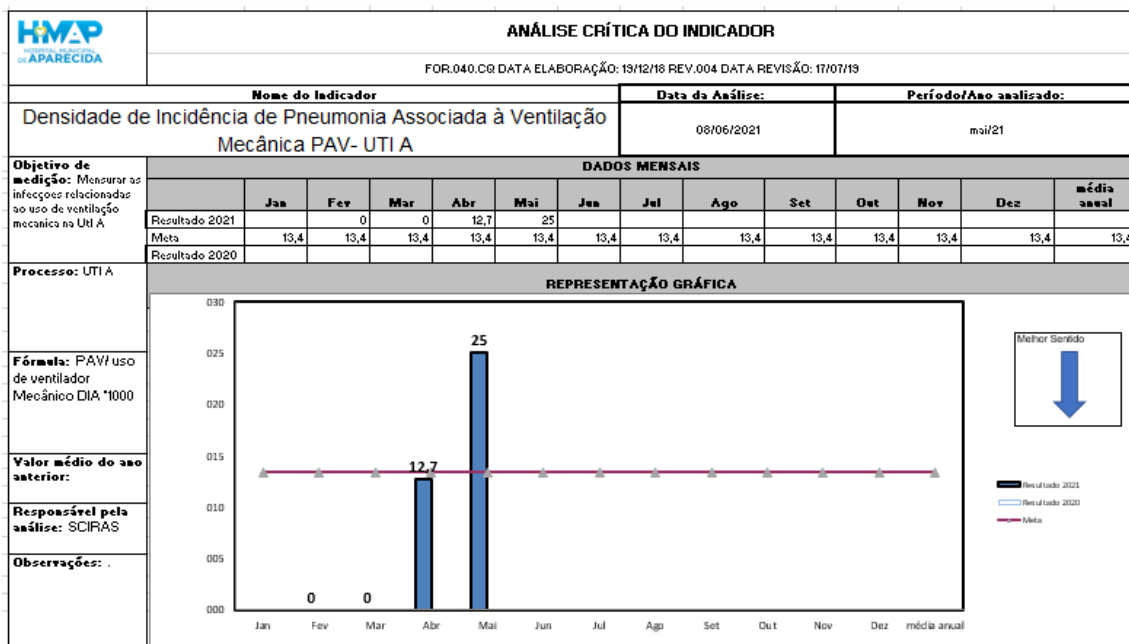 HMAP
HOSPITAL MUNICIPAL
DE APARECIDA
ANÁLISE CRÍTICA DO INDICADOR
FOR.040.CQ DATA ELABORAÇÃO: 19/12/18 REV.004 DATA REVISÃO: 17/07/19
Nome do Indicador
Data da Análise:
Período/Ano analisado:
Densidade de Incidência de Pneumonia Associada à Ventilação
Mecânica PAV- UTI A
08/06/2021
mai/21
Objetivo de
medição: Mensurar as
infecçoes relacionadas
ao uso de ventilação
mecanica na Uti A
DADOS MENSAIS
Jan Fev Mar Abr Mai Jun Jul Ago Set Out Nov Dez média anual
Resultado 2021 0 0 12,7 25
Meta 13,4 13,4 13,4 13,4 13,4 13,4 13,4 13,4 13,4 13,4 13,4 13,4 13,4
Resultado 2020
Processo: UTI A
REPRESENTAÇÃO GRÁFICA
Fórmula: PAV/ uso
de ventilador
Mecânico DIA *1000
Valor médio do ano
anterior:
Responsável pela
análise: SCIRAS
Observações: .
030
025
020
015
010
005
000
0
0
12,7
25
Jan Fev Mar Abr Mai Jun Jul Ago Set Out Nov Dez média anual
Melhor Sentido
Resultado 2021
Resultado 2020
Meta